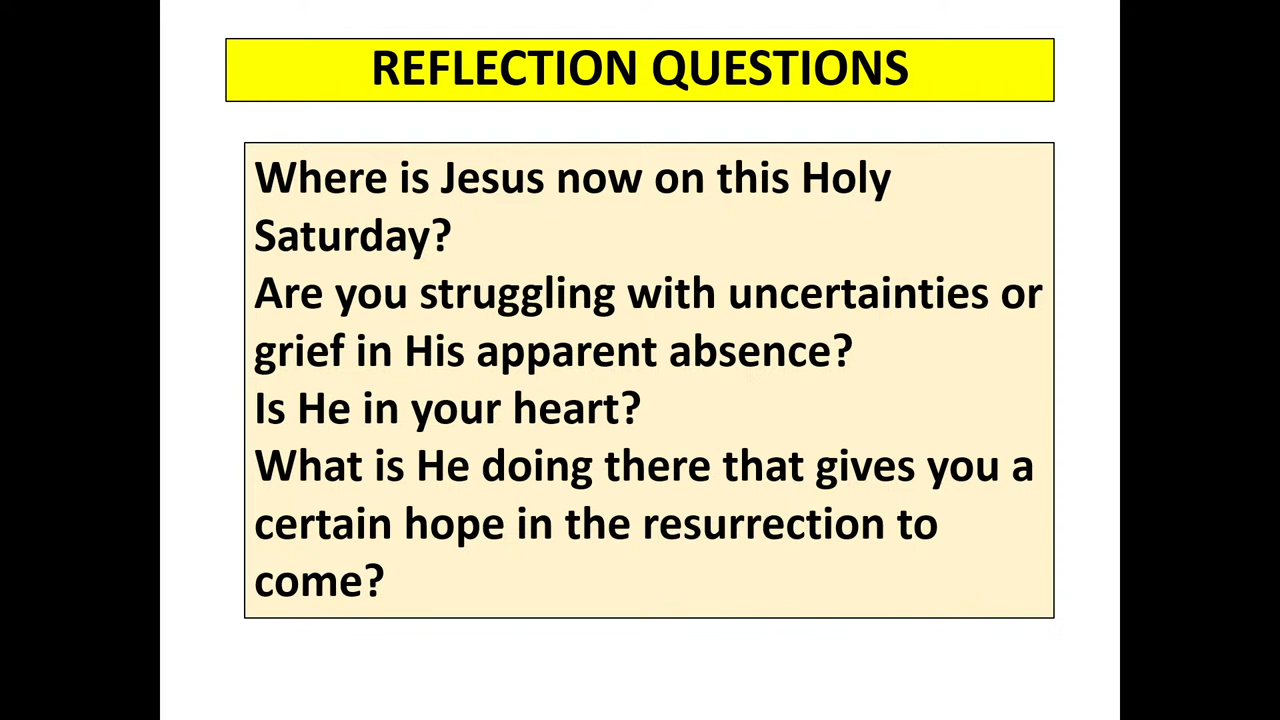 REFLECTION QUESTIONS
Where is Jesus now on this Holy
Saturday?
Are you struggling with uncertainties or
grief in His apparent absence?
Is He in your heart?
What is He doing there that gives you a
certain hope in the resurrection to
come?